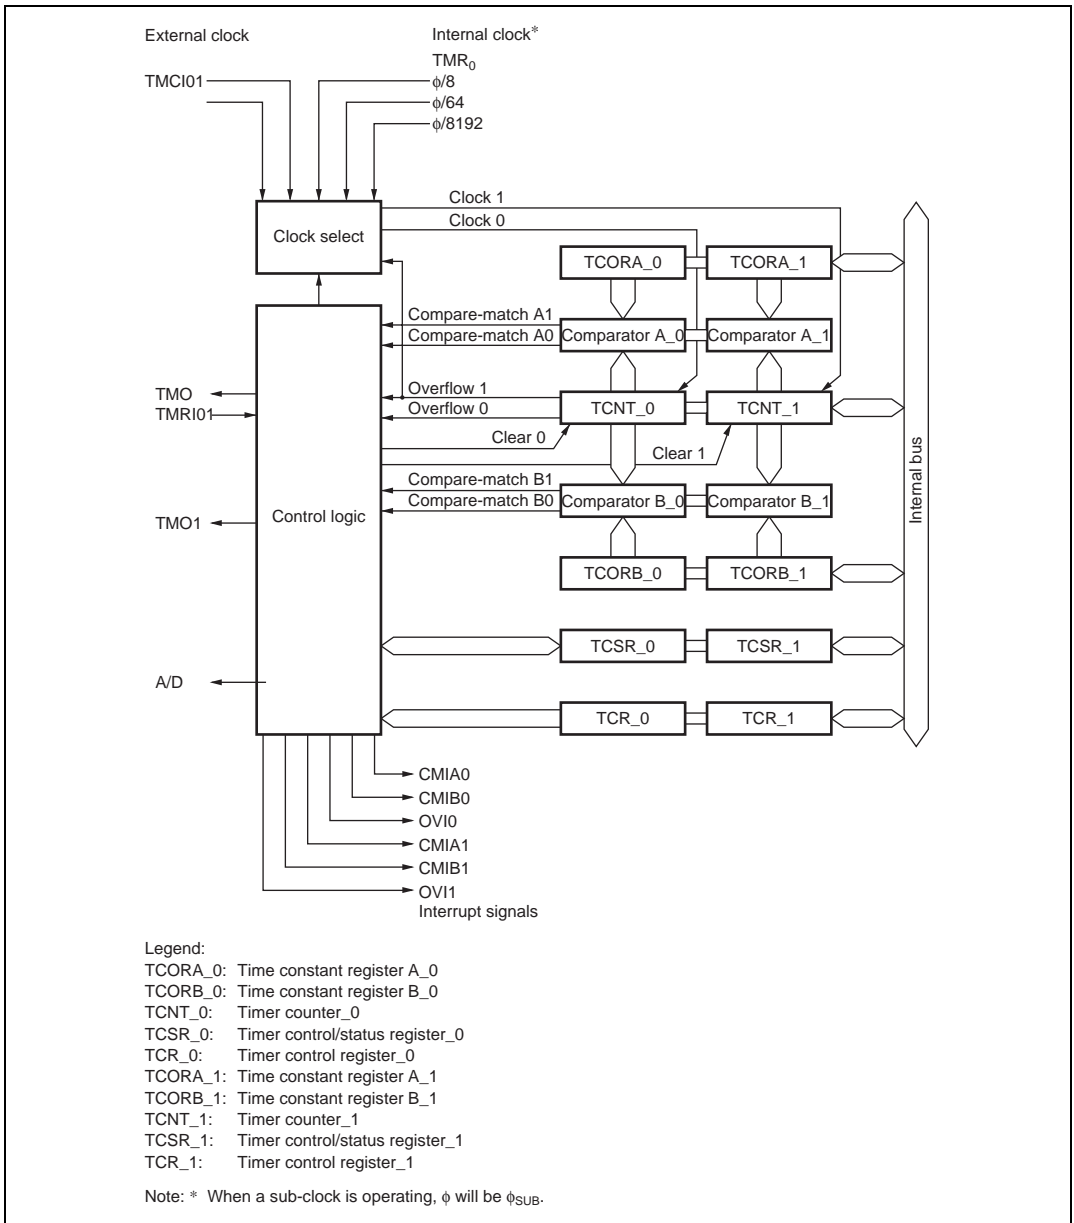 External clock
Internal clock*
TMR0
TMCI01
ϕ/8
ϕ/64
ϕ/8192
Clock 1
Clock 0
Clock select
TCORA_0
TCORA_1
Compare-match A1
Compare-match A0
Comparator A_0
Comparator A_1
TMO
TMRI01
Overflow 1
Overflow 0
TCNT_0
TCNT_1
Clear 0
Clear 1
Compare-match B1
Compare-match B0
Comparator B_0
Comparator B_1
Control logic
TMO1
Internal bus
TCORB_0
TCORB_1
TCSR_0
TCSR_1
A/D
TCR_0
TCR_1
CMIA0
CMIB0
OVI0
CMIA1
CMIB1
OVI1
Interrupt signals
Legend:
TCORA_0: Time constant register A_0
TCORB_0: Time constant register B_0
TCNT_0: Timer counter_0
TCSR_0: Timer control/status register_0
TCR_0: Timer control register_0
TCORA_1: Time constant register A_1
TCORB_1: Time constant register B_1
TCNT_1: Timer counter_1
TCSR_1: Timer control/status register_1
TCR_1: Timer control register_1
Note: * When a sub-clock is operating, ϕ will be ϕSUB.